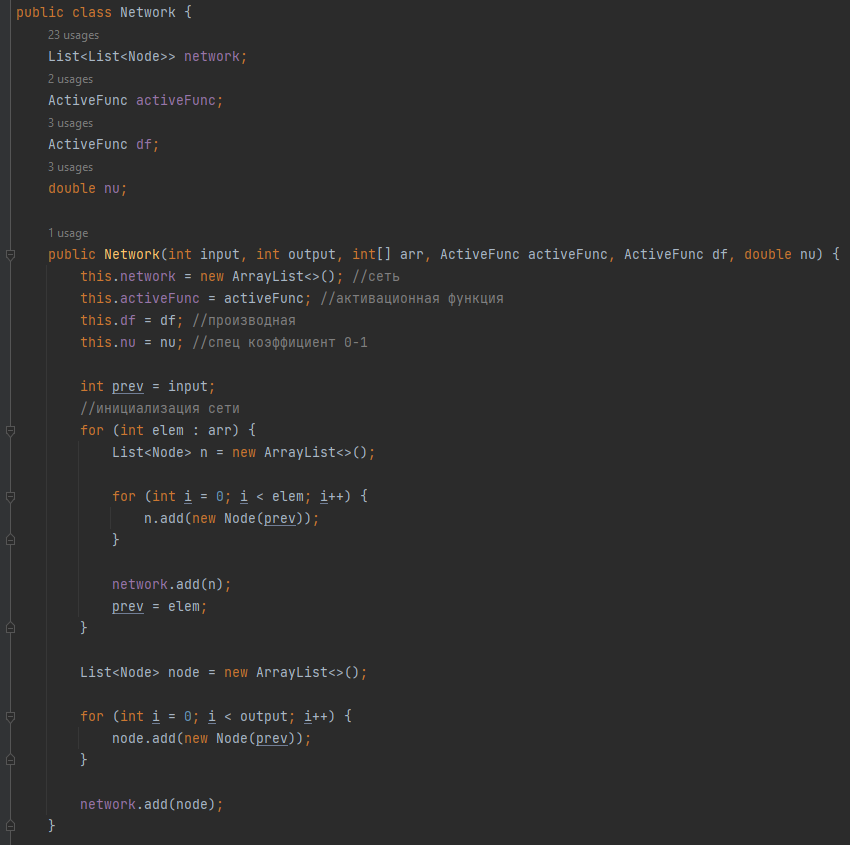 public class Network {
23 usages
List<List<Node>> network;
2 usages
ActiveFunc activeFunc;
3 usages
ActiveFunc df;
3 usages
double nu;
1 usage
public Network(int input, int output, int[] arr, ActiveFunc activeFunc, ActiveFunc df, double nu) {
this.network = new ArrayList<>(); //сеть
this.activeFunc = activeFunc; //активационная функция
this.df = df; //производная
this.nu = nu; //спец коэффициент 0-1
int prev = input;
//инициализация сети
for (int elem : arr) {
List<Node> n = new ArrayList<>();
for (int i = 0; i < elem; i++) {
n.add(new Node(prev));
}
network.add(n);
prev = elem;
}
List<Node> node = new ArrayList<>();
for (int i = 0; i < output; i++) {
node.add(new Node(prev));
}
network.add(node);
}